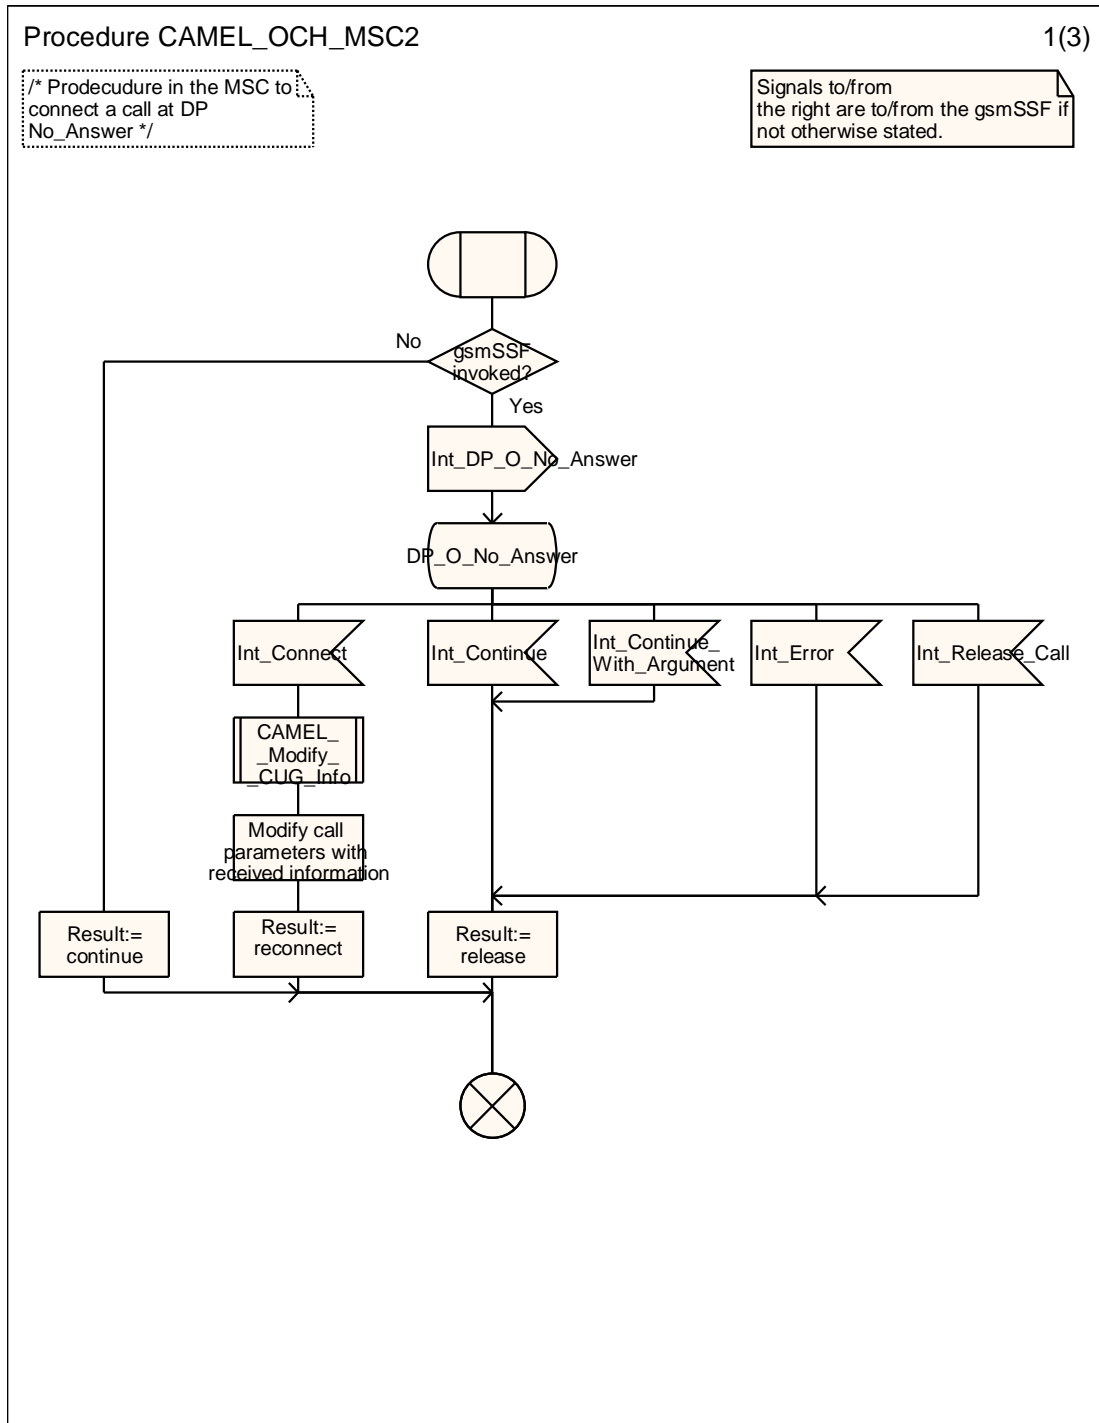 Procedure CAMEL_OCH_MSC2
1(3)
/* Prodecudure in the MSC to
connect a call at DP
No_Answer */
Signals to/from
the right are to/from the gsmSSF if
not otherwise stated.
No
gsmSSF
invoked?
Yes
Int_DP_O_No_Answer
DP_O_No_Answer
Int_Connect
Int_Continue
Int_Continue_
With_Argument
Int_Error
Int_Release_Call
CAMEL_
_Modify_
_CUG_Info
Modify call
parameters with
received information
Result:=
continue
Result:=
reconnect
Result:=
release